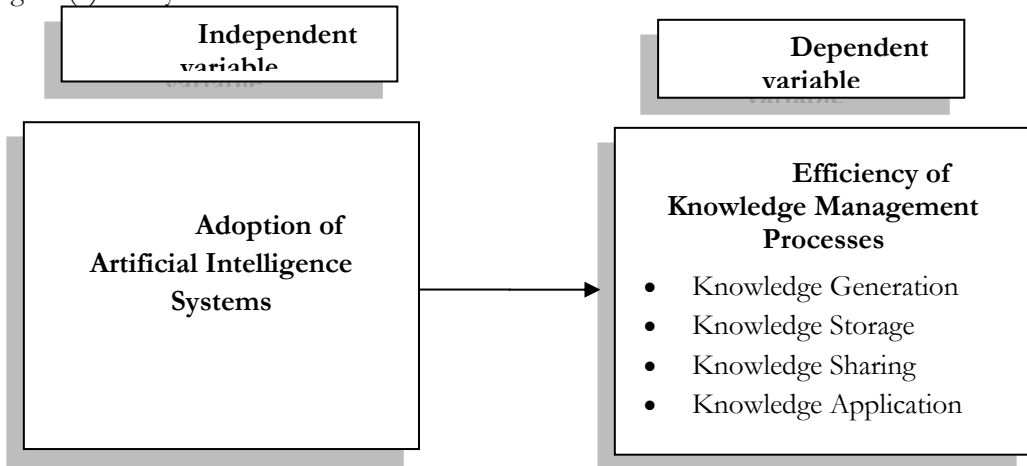 Independent
variable
Dependent
variable
Adoption of
Artificial Intelligence
Systems
Efficiency of
Knowledge Management
Processes
• Knowledge Generation
• Knowledge Storage
• Knowledge Sharing
• Knowledge Application